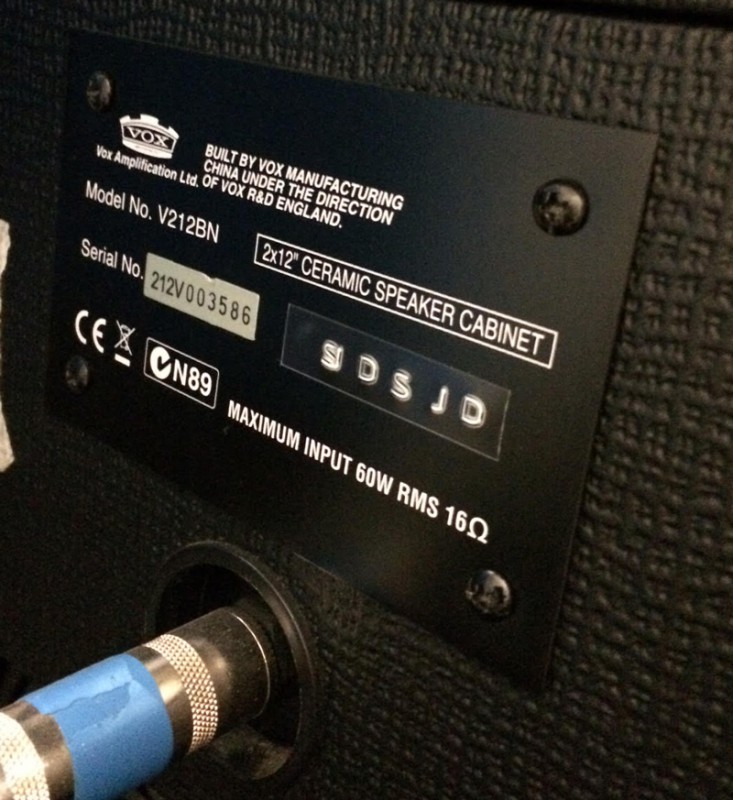 VOX
Vox Amplification Ltd.
BUILT BY VOX MANUFACTURING
CHINA UNDER THE DIRECTION
OF VOX R&D ENGLAND.
Model No. V212BN
2x12" CERAMIC SPEAKER CABINET
Serial No. 212V003586
CE
N89
D S J D
MAXIMUM INPUT 60W RMS 16Ω